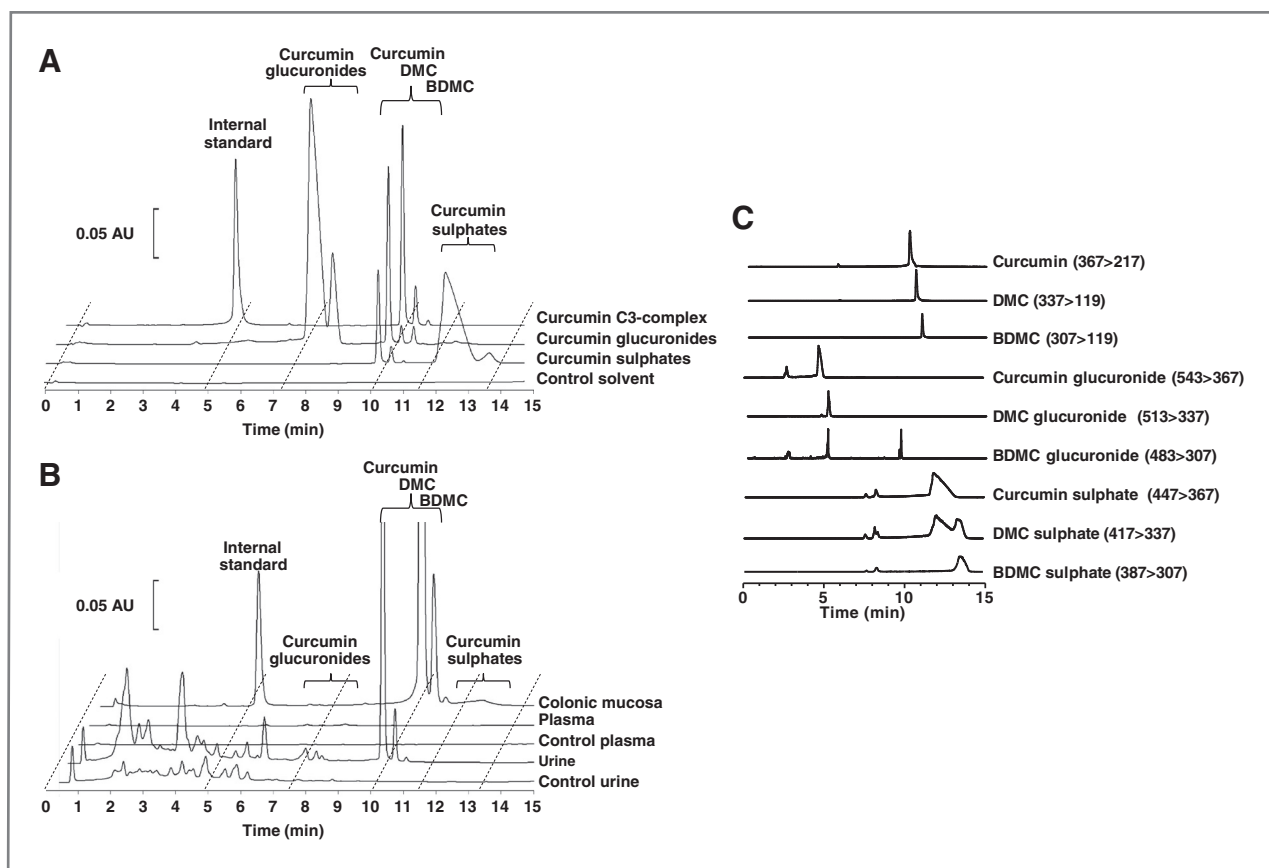 A
Curcumin
glucuronides
Curcumin
DMC
BDMC
Internal
standard
Curcumin
sulphates
0.05 AU
Curcumin C3-complex
Curcumin glucuronides
Curcumin sulphates
Control solvent
0 1 2 3 4 5 6 7 8 9 10 11 12 13 14 15
Time (min)
B
Curcumin
DMC
BDMC
Internal
standard
0.05 AU
Curcumin
glucuronides
Curcumin
sulphates
Colonic mucosa
Plasma
Control plasma
Urine
Control urine
0 1 2 3 4 5 6 7 8 9 10 11 12 13 14 15
Time (min)
C
Curcumin (367>217)
DMC (337>119)
BDMC (307>119)
Curcumin glucuronide (543>367)
DMC glucuronide (513>337)
BDMC glucuronide (483>307)
Curcumin sulphate (447>367)
DMC sulphate (417>337)
BDMC sulphate (387>307)
0 5 10 15
Time (min)